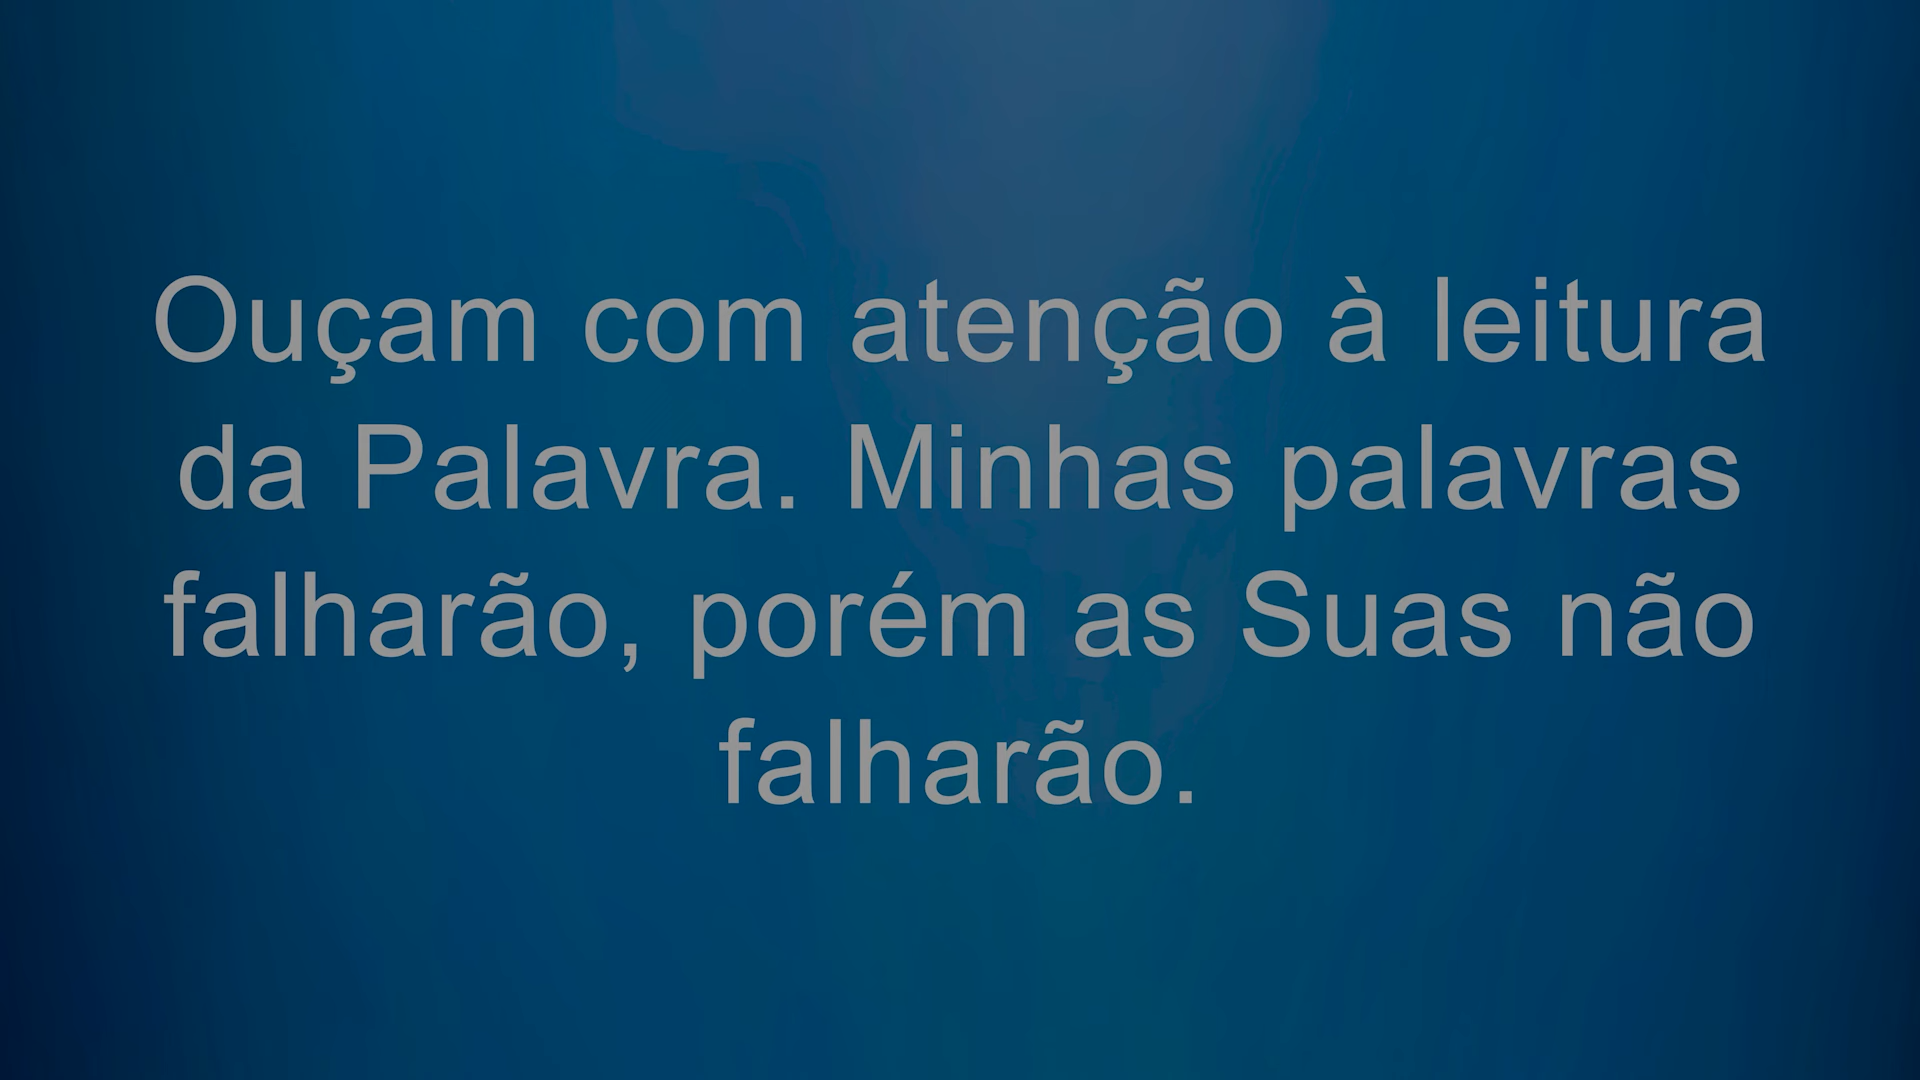 Ouçam com atenção à leitura
da Palavra. Minhas palavras
falharão, porém as Suas não
falharão.